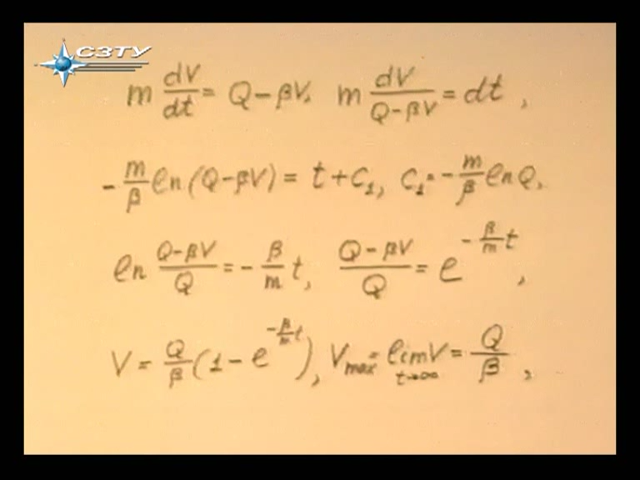 СЗТУ
m dV/dt = Q − βV, m dV/(Q − βV) = dt,
− m/β ln (Q − βV) = t + C₁, C₁ = − m/β ln Q,
ln (Q − βV)/Q = − β/m t, (Q − βV)/Q = e^(− β/m t),
V = Q/β (1 − e^(− β/m t)), V_max = lim_(t→∞) V = Q/β,